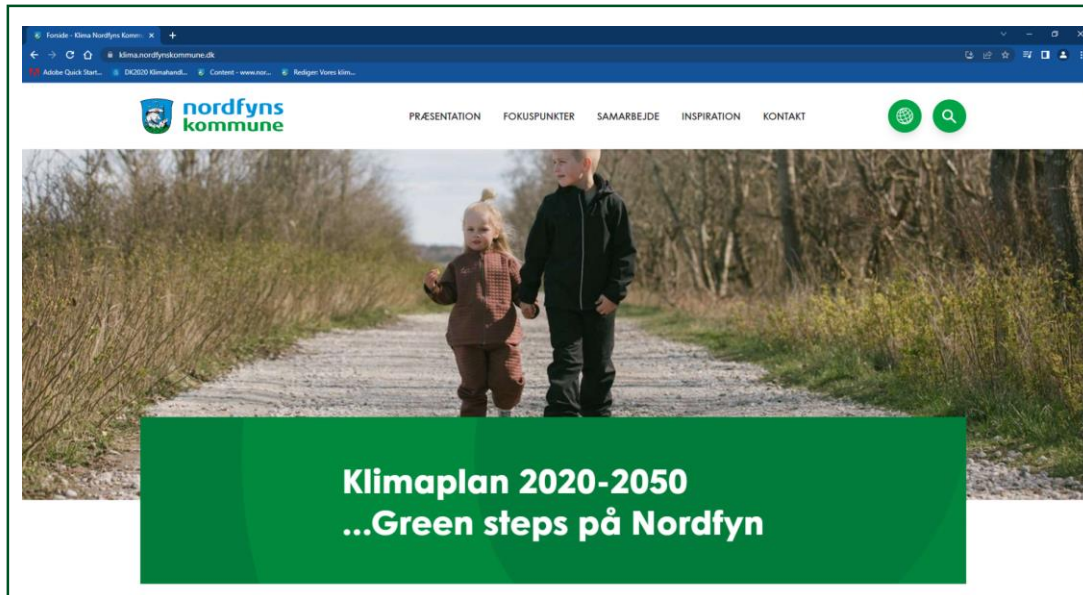 Forside - Klima Nordfyns Komm
klima.nordfynskommune.dk
Adobe Quick Start...
DK2020 Klimahandl...
Content - www.nor...
Rediger: Vores klim...
nordfyns
kommune
PRÆSENTATION
FOKUSPUNKTER
SAMARBEJDE
INSPIRATION
KONTAKT
Klimaplan 2020-2050
...Green steps på Nordfyn